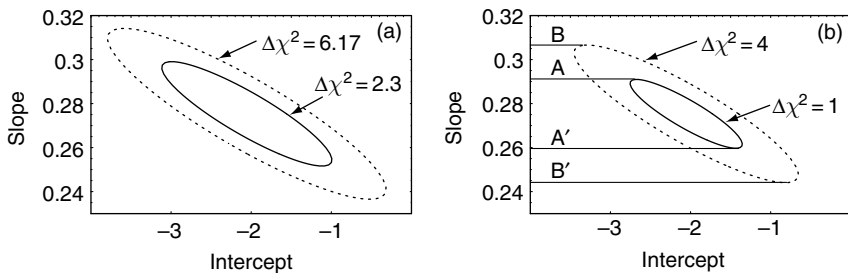 (a)
Δχ² = 6.17
Δχ² = 2.3
0.3
0.28
0.26
0.24
Slope
−3
−2
−1
Intercept
(b)
B
A
A′
B′
Δχ² = 4
Δχ² = 1
0.32
0.3
0.28
0.26
0.24
Slope
−3
−2
−1
Intercept